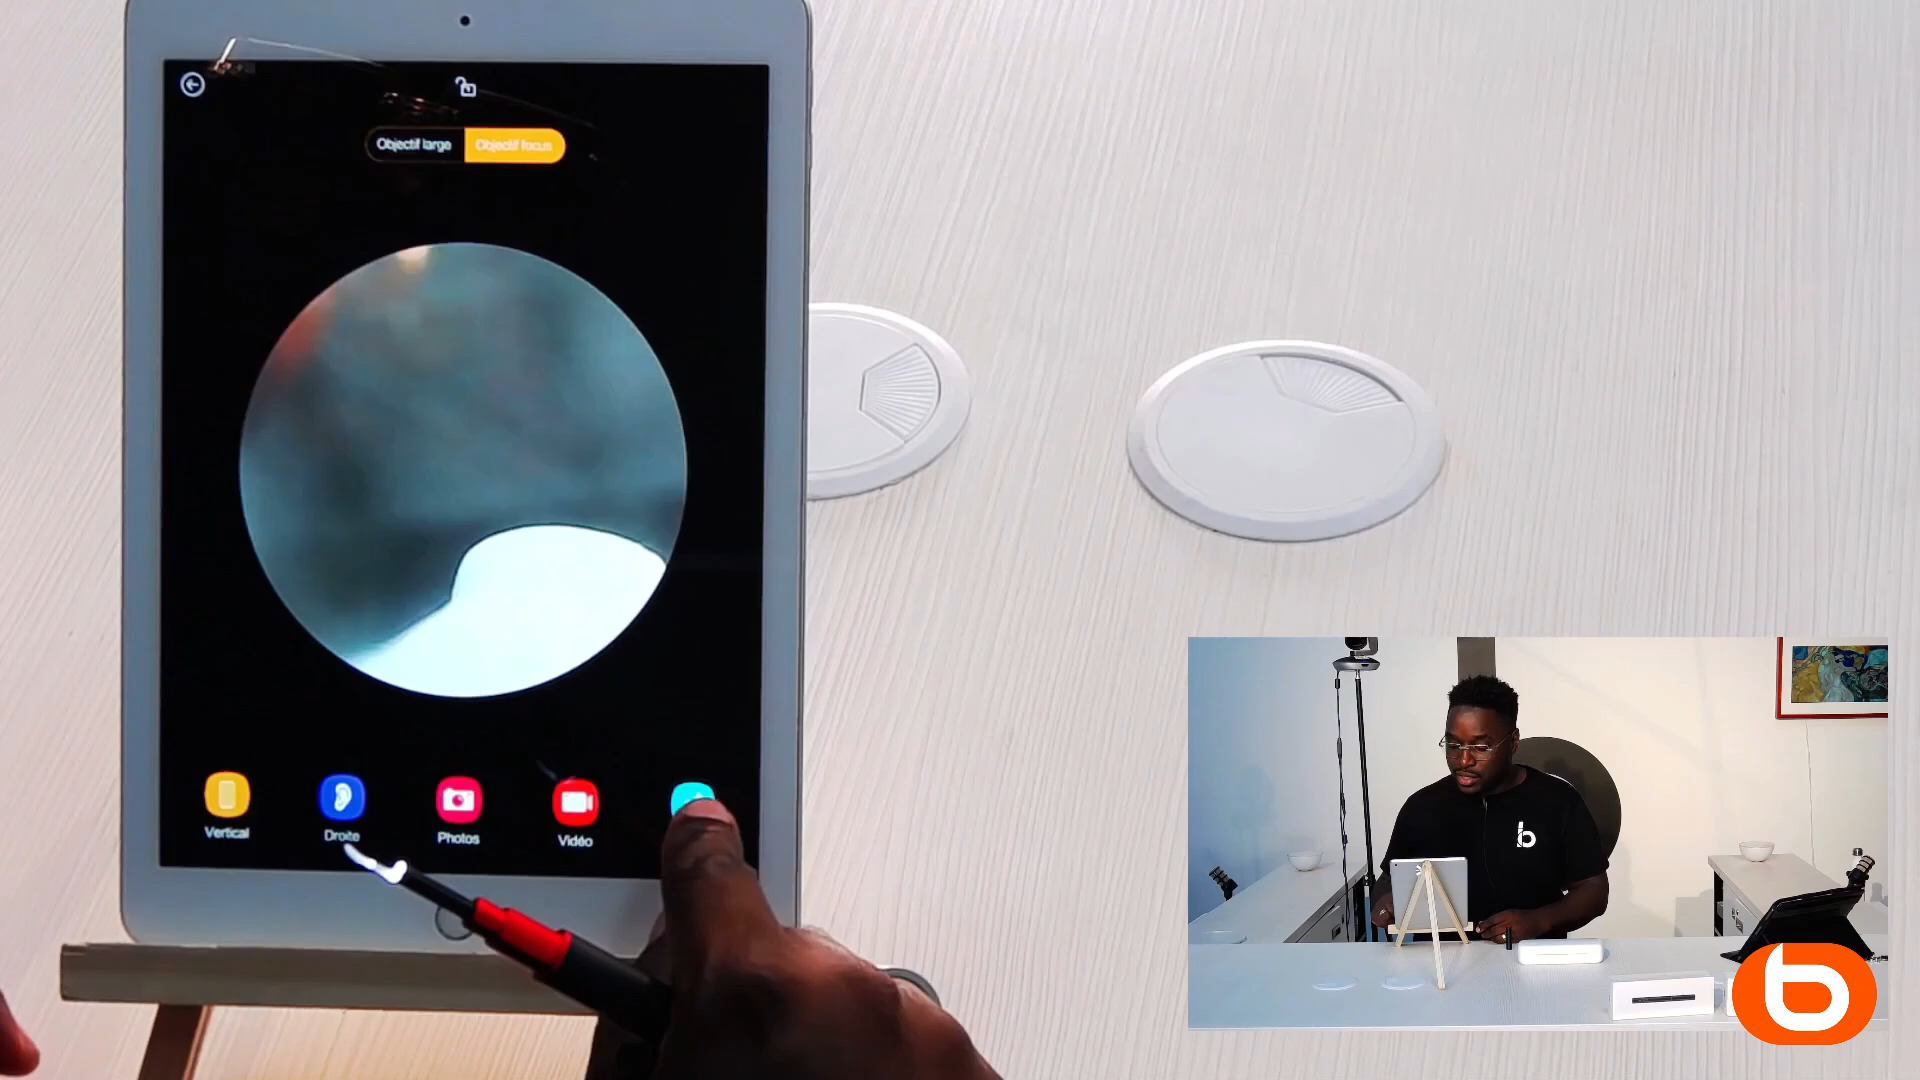 Objectif large
Objectif focus
Vertical
Droite
Photos
Vidéo
b
b